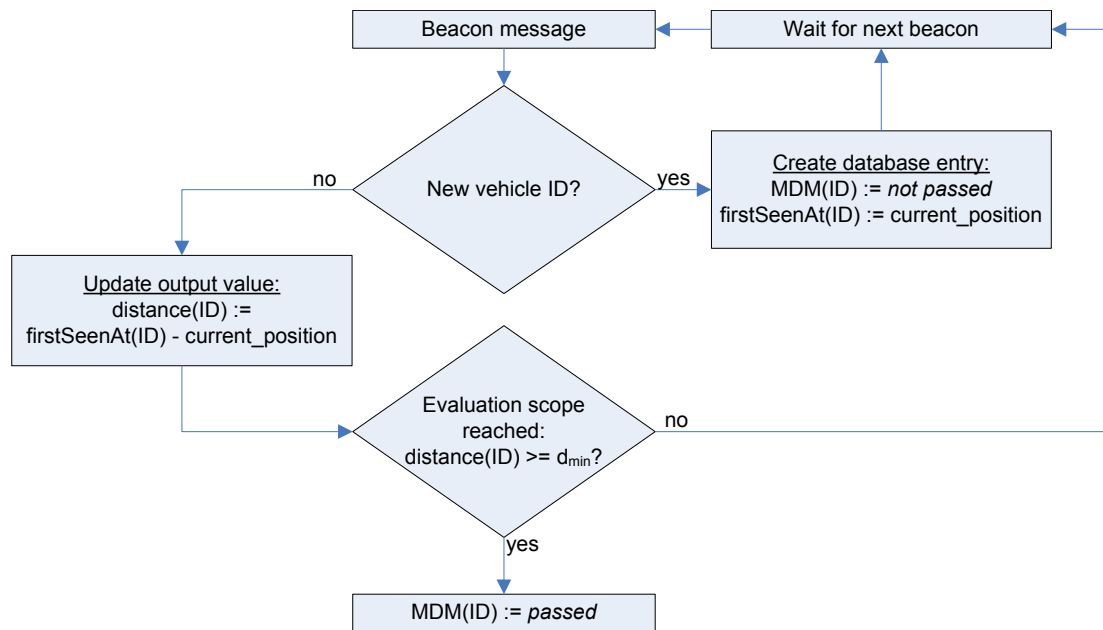 Beacon message
Wait for next beacon
New vehicle ID?
no
yes
Create database entry:
MDM(ID) := not passed
firstSeenAt(ID) := current_position
Update output value:
distance(ID) :=
firstSeenAt(ID) - current_position
Evaluation scope
reached:
distance(ID) >= dmin?
no
yes
MDM(ID) := passed